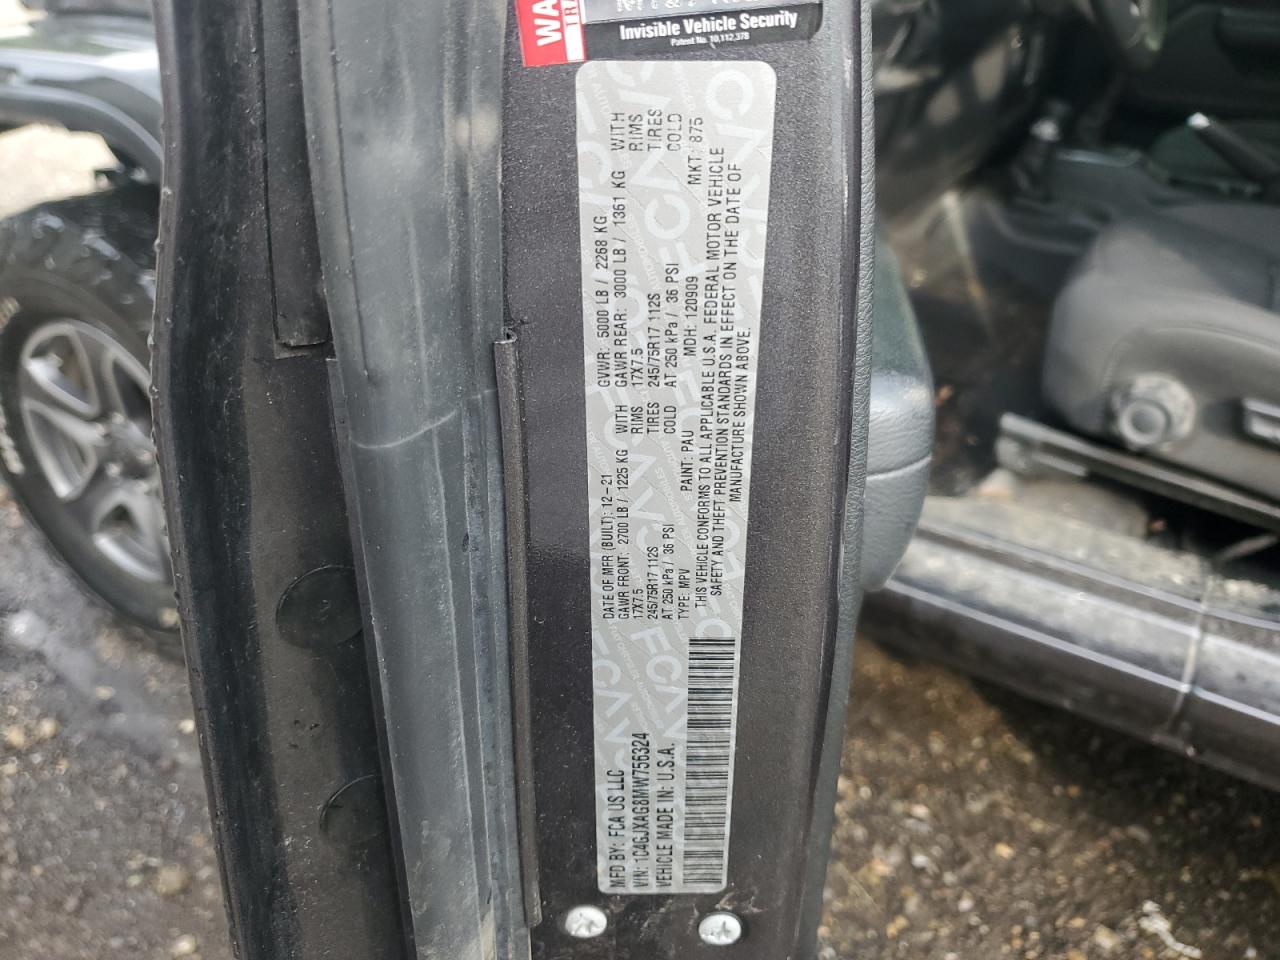 WA
Invisible Vehicle Security
Patent No. 10,112,378
MFD BY: FCA US LLC
VIN: 1C4GJXAG8MW756324
VEHICLE MADE IN: U.S.A.
DATE OF MFR (BUILT): 12-21 GVWR: 5000 LB / 2268 KG
GAWR FRONT: 2700 LB / 1225 KG WITH GAWR REAR: 3000 LB / 1361 KG WITH
17X7.5 RIMS 17X7.5 RIMS
245/75R17 112S TIRES 245/75R17 112S TIRES
AT 250 kPa / 36 PSI COLD AT 250 kPa / 36 PSI COLD
TYPE: MPV PAINT: PAU MDH: 120909 MKT: 875
THIS VEHICLE CONFORMS TO ALL APPLICABLE U.S.A. FEDERAL MOTOR VEHICLE
SAFETY AND THEFT PREVENTION STANDARDS IN EFFECT ON THE DATE OF
MANUFACTURE SHOWN ABOVE.